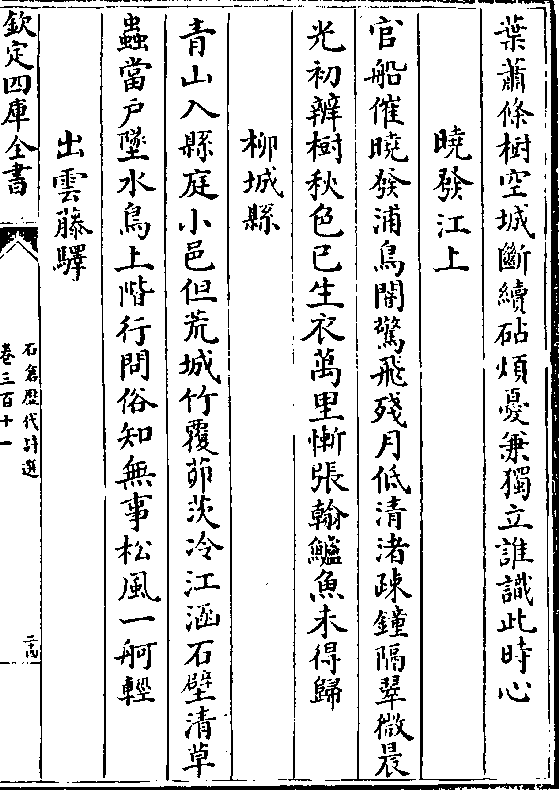 葉蕭條樹空城斷續砧煩憂兼獨立誰識此時心
曉發江上
官船催曉發浦鳥闇驚飛殘月低清渚疎鐘隔翠微晨
光初辨樹秋色已生衣萬里慚張翰鱸魚未得歸
柳城縣
青山入縣庭小邑但荒城竹覆茆茨冷江涵石壁清草
蟲當戶墜水鳥上階行問俗知無事松風一舸輕
出雲藤驛
欽定四庫全書
石倉歷代詩選
卷三百十一